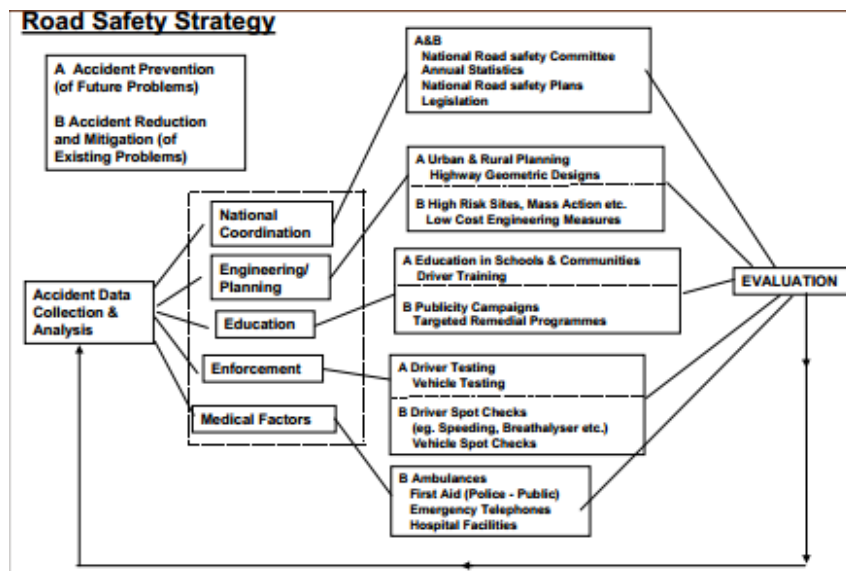 Road Safety Strategy
A Accident Prevention
(of Future Problems)
B Accident Reduction
and Mitigation (of
Existing Problems)
Accident Data
Collection &
Analysis
National
Coordination
Engineering/
Planning
Education
Enforcement
Medical Factors
A&B
National Road safety Committee
Annual Statistics
National Road safety Plans
Legislation
A Urban & Rural Planning
Highway Geometric Designs
B High Risk Sites, Mass Action etc.
Low Cost Engineering Measures
A Education in Schools & Communities
Driver Training
B Publicity Campaigns
Targeted Remedial Programmes
A Driver Testing
Vehicle Testing
B Driver Spot Checks
(eg. Speeding, Breathalyser etc.)
Vehicle Spot Checks
B Ambulances
First Aid (Police - Public)
Emergency Telephones
Hospital Facilities
EVALUATION